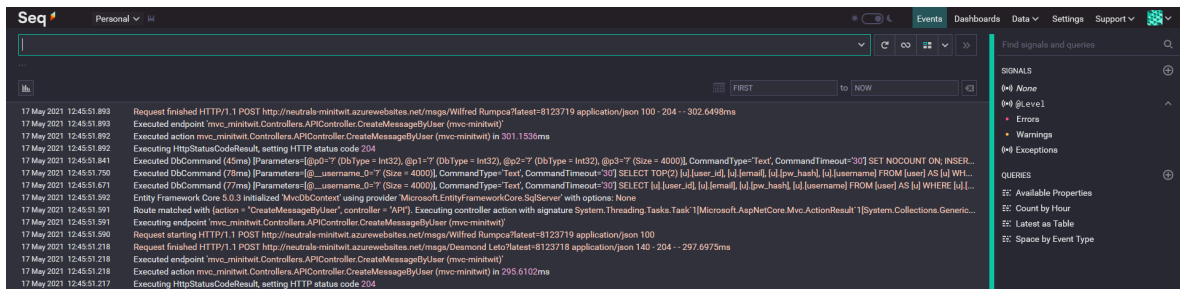 Seq
Personal
Events Dashboards Data Settings Support
Find signals and queries
...
FIRST to NOW
SIGNALS
None
@Level
Errors
Warnings
Exceptions
QUERIES
Available Properties
Count by Hour
Latest as Table
Space by Event Type
17 May 2021 12:45:51.893 Request finished HTTP/1.1 POST http://neutrals-minitwit.azurewebsites.net/msgs/Wilfred Rumpca?latest=8123719 application/json 100 - 204 - - 302.6498ms
17 May 2021 12:45:51.893 Executed endpoint 'mvc_minitwit.Controllers.APIController.CreateMessageByUser (mvc-minitwit)'
17 May 2021 12:45:51.892 Executed action mvc_minitwit.Controllers.APIController.CreateMessageByUser (mvc-minitwit) in 301.1536ms
17 May 2021 12:45:51.892 Executing HttpStatusCodeResult, setting HTTP status code 204
17 May 2021 12:45:51.841 Executed DbCommand (45ms) [Parameters=[@p0='?' (DbType = Int32), @p1='?' (DbType = Int32), @p2='?' (DbType = Int32), @p3='?' (Size = 4000)], CommandType='Text', CommandTimeout='30'] SET NOCOUNT ON; INSER...
17 May 2021 12:45:51.750 Executed DbCommand (78ms) [Parameters=[@__username_0='?' (Size = 4000)], CommandType='Text', CommandTimeout='30'] SELECT TOP(2) [u].[user_id], [u].[email], [u].[pw_hash], [u].[username] FROM [user] AS [u] WH...
17 May 2021 12:45:51.671 Executed DbCommand (77ms) [Parameters=[@__username_0='?' (Size = 4000)], CommandType='Text', CommandTimeout='30'] SELECT [u].[user_id], [u].[email], [u].[pw_hash], [u].[username] FROM [user] AS [u] WHERE [u].[...
17 May 2021 12:45:51.592 Entity Framework Core 5.0.3 initialized 'MvcDbContext' using provider 'Microsoft.EntityFrameworkCore.SqlServer' with options: None
17 May 2021 12:45:51.591 Route matched with {action = "CreateMessageByUser", controller = "API"}. Executing controller action with signature System.Threading.Tasks.Task`1[Microsoft.AspNetCore.Mvc.ActionResult`1[System.Collections.Generic...
17 May 2021 12:45:51.591 Executing endpoint 'mvc_minitwit.Controllers.APIController.CreateMessageByUser (mvc-minitwit)'
17 May 2021 12:45:51.590 Request starting HTTP/1.1 POST http://neutrals-minitwit.azurewebsites.net/msgs/Wilfred Rumpca?latest=8123719 application/json 100
17 May 2021 12:45:51.218 Request finished HTTP/1.1 POST http://neutrals-minitwit.azurewebsites.net/msgs/Desmond Leto?latest=8123718 application/json 140 - 204 - - 297.6975ms
17 May 2021 12:45:51.218 Executed endpoint 'mvc_minitwit.Controllers.APIController.CreateMessageByUser (mvc-minitwit)'
17 May 2021 12:45:51.218 Executed action mvc_minitwit.Controllers.APIController.CreateMessageByUser (mvc-minitwit) in 295.6102ms
17 May 2021 12:45:51.217 Executing HttpStatusCodeResult, setting HTTP status code 204